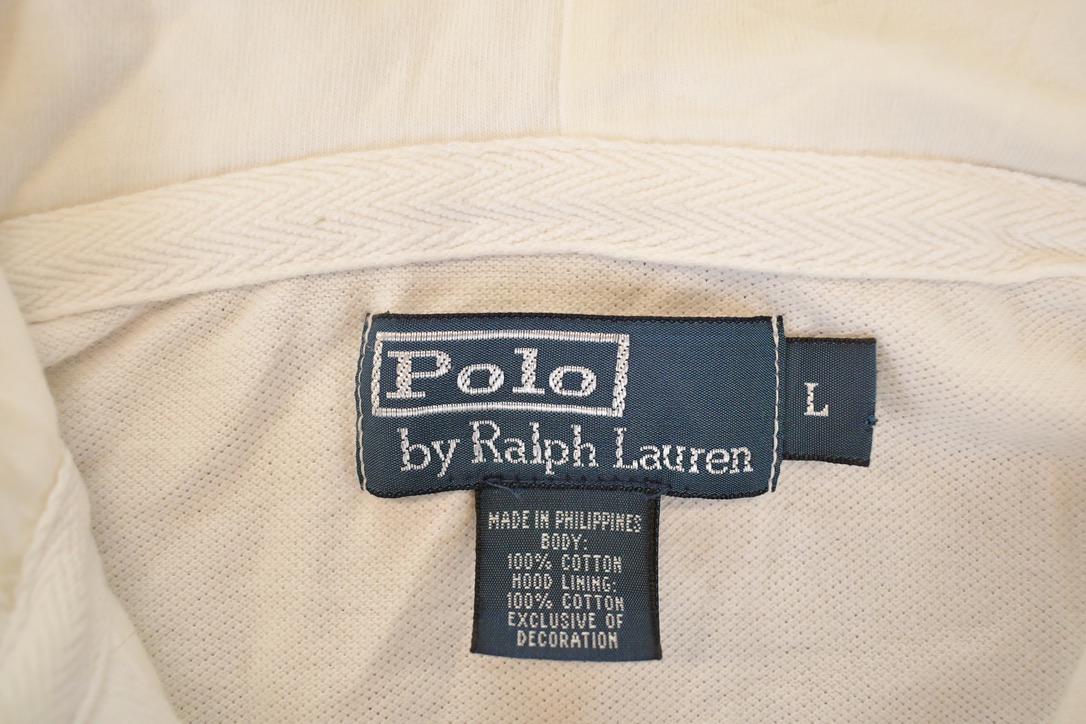 Polo
by Ralph Lauren
L
MADE IN PHILIPPINES
BODY:
100% COTTON
HOOD LINING:
100% COTTON
EXCLUSIVE OF
DECORATION